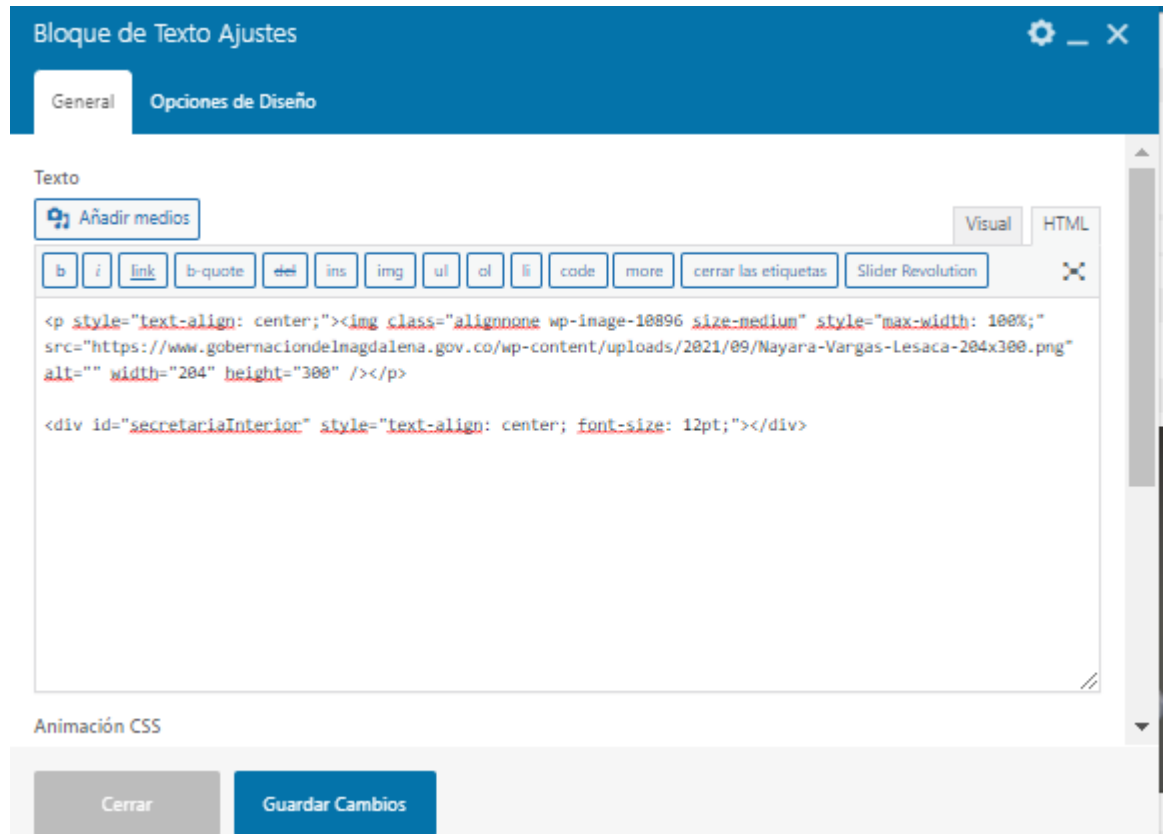 Bloque de Texto Ajustes
General Opciones de Diseño
Texto
Añadir medios
Visual HTML
b i link b-quote del ins img ul ol li code more cerrar las etiquetas Slider Revolution
<p style="text-align: center;"><img class="alignnone wp-image-10896 size-medium" style="max-width: 100%;"
src="https://www.gobernaciondelmagdalena.gov.co/wp-content/uploads/2021/09/Nayara-Vargas-Lesaca-204x300.png"
alt="" width="204" height="300" /></p>
<div id="secretariaInterior" style="text-align: center; font-size: 12pt;"></div>
Animación CSS
Cerrar Guardar Cambios